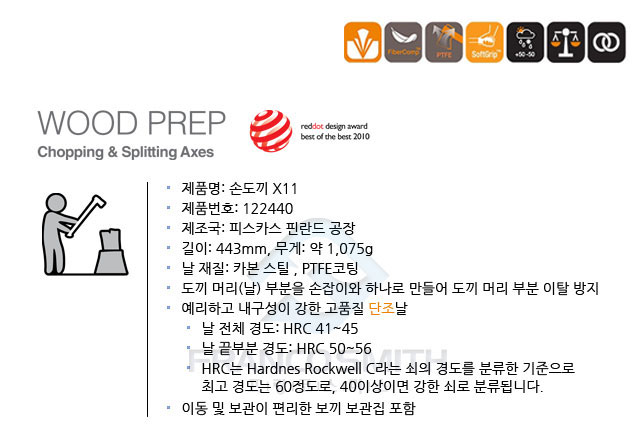 FiberComp
PTFE
SoftGrip
+50 -50
WOOD PREP
Chopping & Splitting Axes
reddot design award
best of the best 2010
제품명: 손도끼 X11
제품번호: 122440
제조국: 피스카스 핀란드 공장
길이: 443mm, 무게: 약 1,075g
날 재질: 카본 스틸 , PTFE코팅
도끼 머리(날) 부분을 손잡이와 하나로 만들어 도끼 머리 부분 이탈 방지
예리하고 내구성이 강한 고품질 단조날
날 전체 경도: HRC 41~45
날 끝부분 경도: HRC 50~56
HRC는 Hardnes Rockwell C라는 쇠의 경도를 분류한 기준으로
최고 경도는 60정도로, 40이상이면 강한 쇠로 분류됩니다.
이동 및 보관이 편리한 보끼 보관집 포함